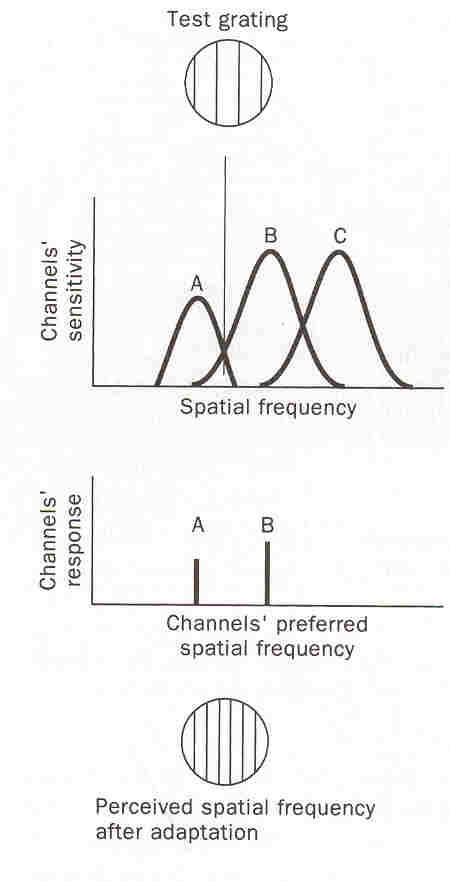 Test grating
Channels'
sensitivity
A
B
C
Spatial frequency
Channels'
response
A
B
Channels' preferred
spatial frequency
Perceived spatial frequency
after adaptation